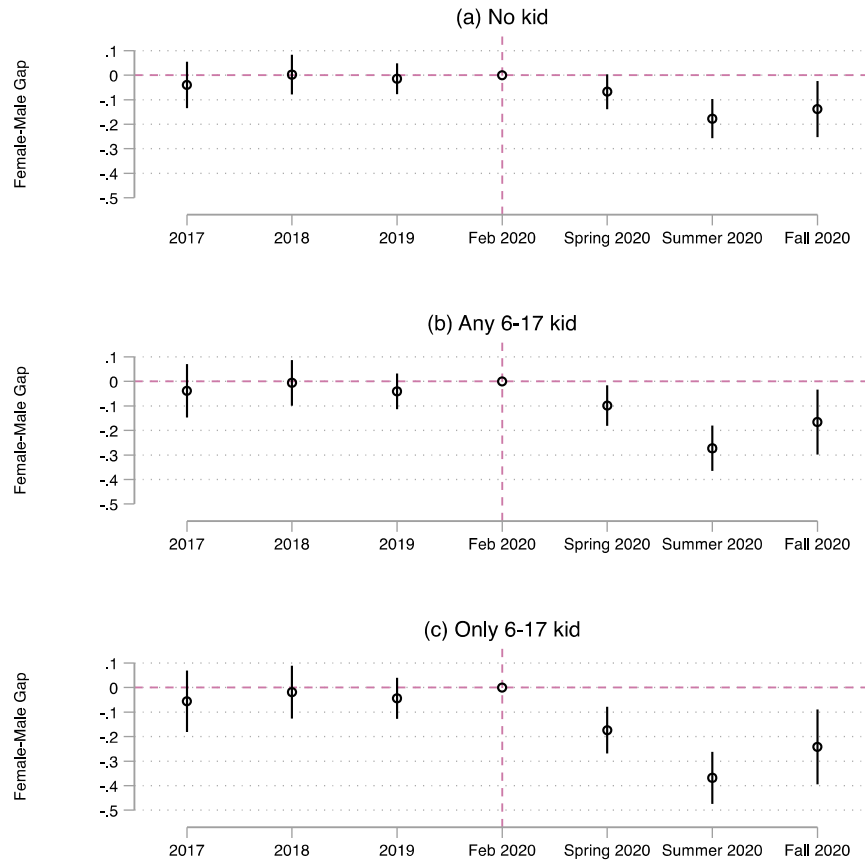 (a) No kid
Female-Male Gap
.1
0
-.1
-.2
-.3
-.4
-.5
2017 2018 2019 Feb 2020 Spring 2020 Summer 2020 Fall 2020
(b) Any 6-17 kid
Female-Male Gap
.1
0
-.1
-.2
-.3
-.4
-.5
2017 2018 2019 Feb 2020 Spring 2020 Summer 2020 Fall 2020
(c) Only 6-17 kid
Female-Male Gap
.1
0
-.1
-.2
-.3
-.4
-.5
2017 2018 2019 Feb 2020 Spring 2020 Summer 2020 Fall 2020